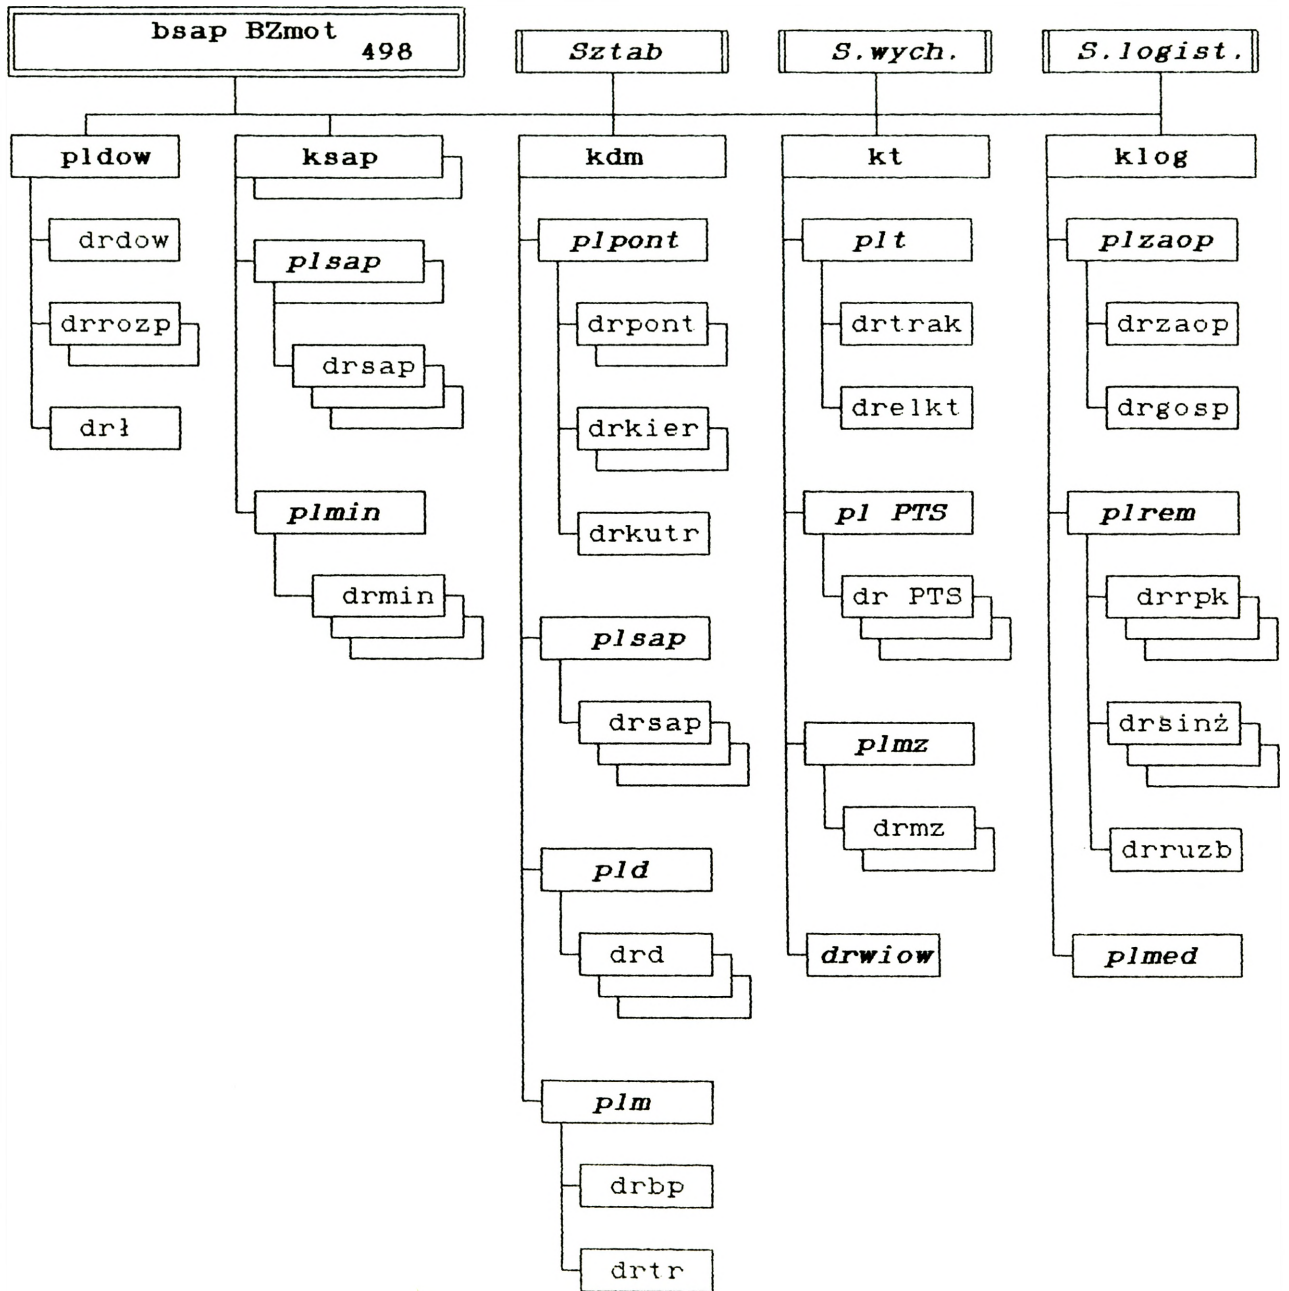 bsap BZmot
498
Sztab
S.wych.
S.logist.
pldow
ksap
kdm
kt
klog
drdow
drrozp
drł
plsap
drsap
plmin
drmin
plpont
drpont
drkier
drkutr
plsap
drsap
pld
drd
plm
drbp
drtr
plt
drtrak
drelkt
pl PTS
dr PTS
plmz
drmz
drwiow
plzaop
drzaop
drgosp
plrem
drrpk
drsinż
drruzb
plmed